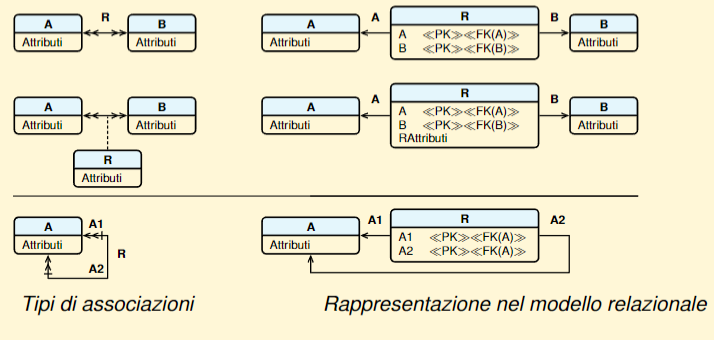 A R B
Attributi Attributi
A A R B B
Attributi A ≪PK≫≪FK(A)≫ Attributi
B ≪PK≫≪FK(B)≫
A B
Attributi Attributi
R
Attributi
A A R B B
Attributi A ≪PK≫≪FK(A)≫ Attributi
B ≪PK≫≪FK(B)≫
RAttributi
A A1
Attributi R
A2
A A1 R A2
Attributi A1 ≪PK≫≪FK(A)≫
A2 ≪PK≫≪FK(A)≫
Tipi di associazioni
Rappresentazione nel modello relazionale